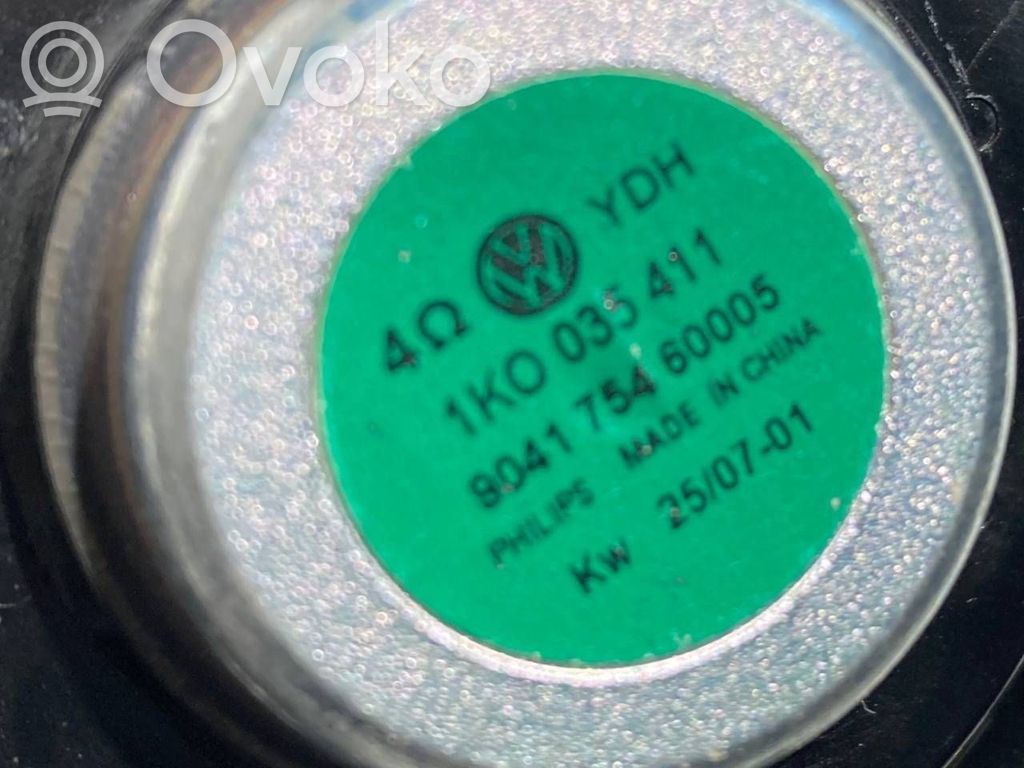 Ovoko
4Ω YDH
1KO 035 411
9041 754 60005
PHILIPS MADE IN CHINA
KW 25/07-01